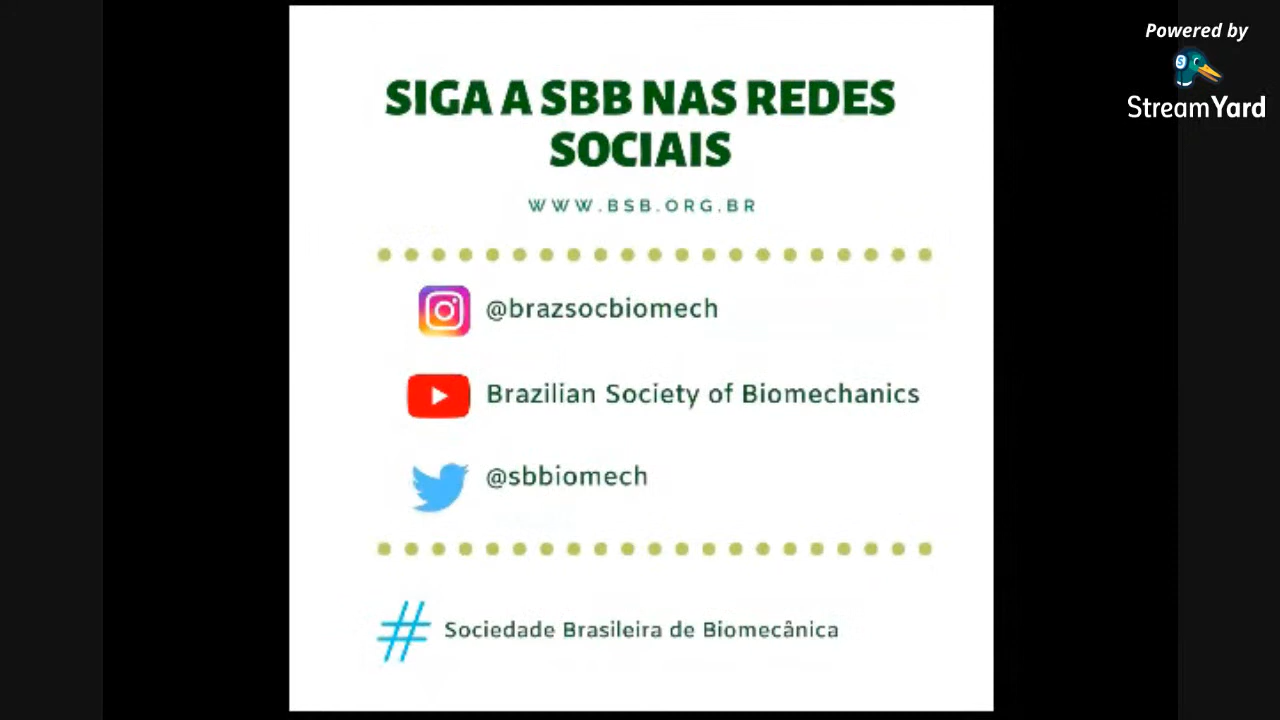 Powered by
StreamYard
SIGA A SBB NAS REDES
SOCIAIS
WWW.BSB.ORG.BR
@brazsocbiomech
Brazilian Society of Biomechanics
@sbbiomech
# Sociedade Brasileira de Biomecânica